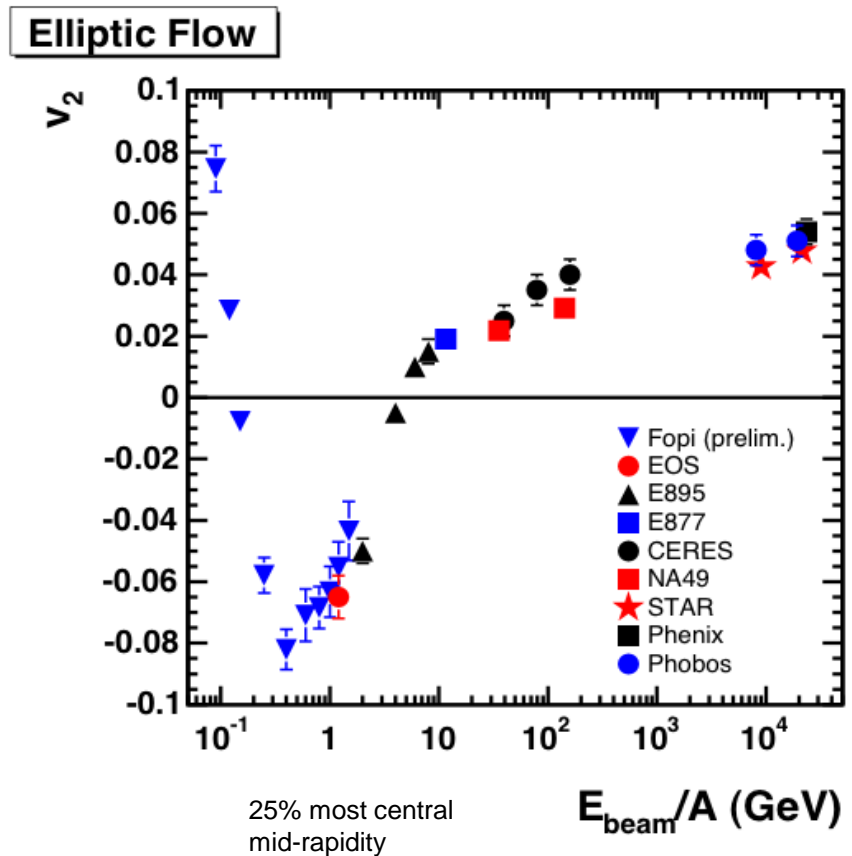 Elliptic Flow
v2
0.1
0.08
0.06
0.04
0.02
0
-0.02
-0.04
-0.06
-0.08
-0.1
Fopi (prelim.)
EOS
E895
E877
CERES
NA49
STAR
Phenix
Phobos
10-1 1 10 102 103 104
Ebeam/A (GeV)
25% most central
mid-rapidity